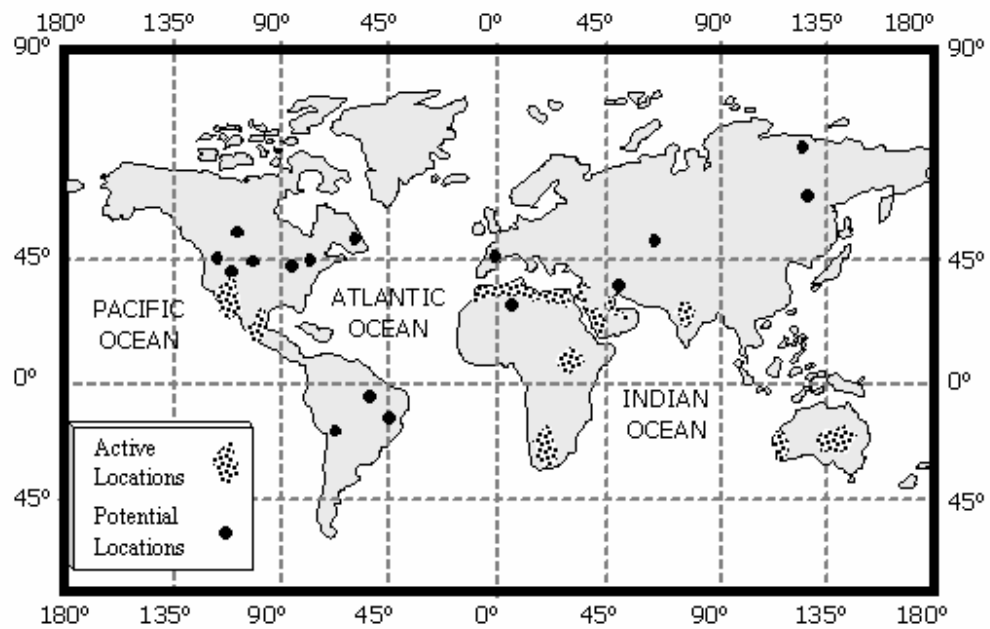 180º 135º 90º 45º 0º 45º 90º 135º 180º
90º 90º
45º 45º
PACIFIC
OCEAN
ATLANTIC
OCEAN
0º 0º
INDIAN
OCEAN
Active
Locations
Potential
Locations
45º 45º
180º 135º 90º 45º 0º 45º 90º 135º 180º